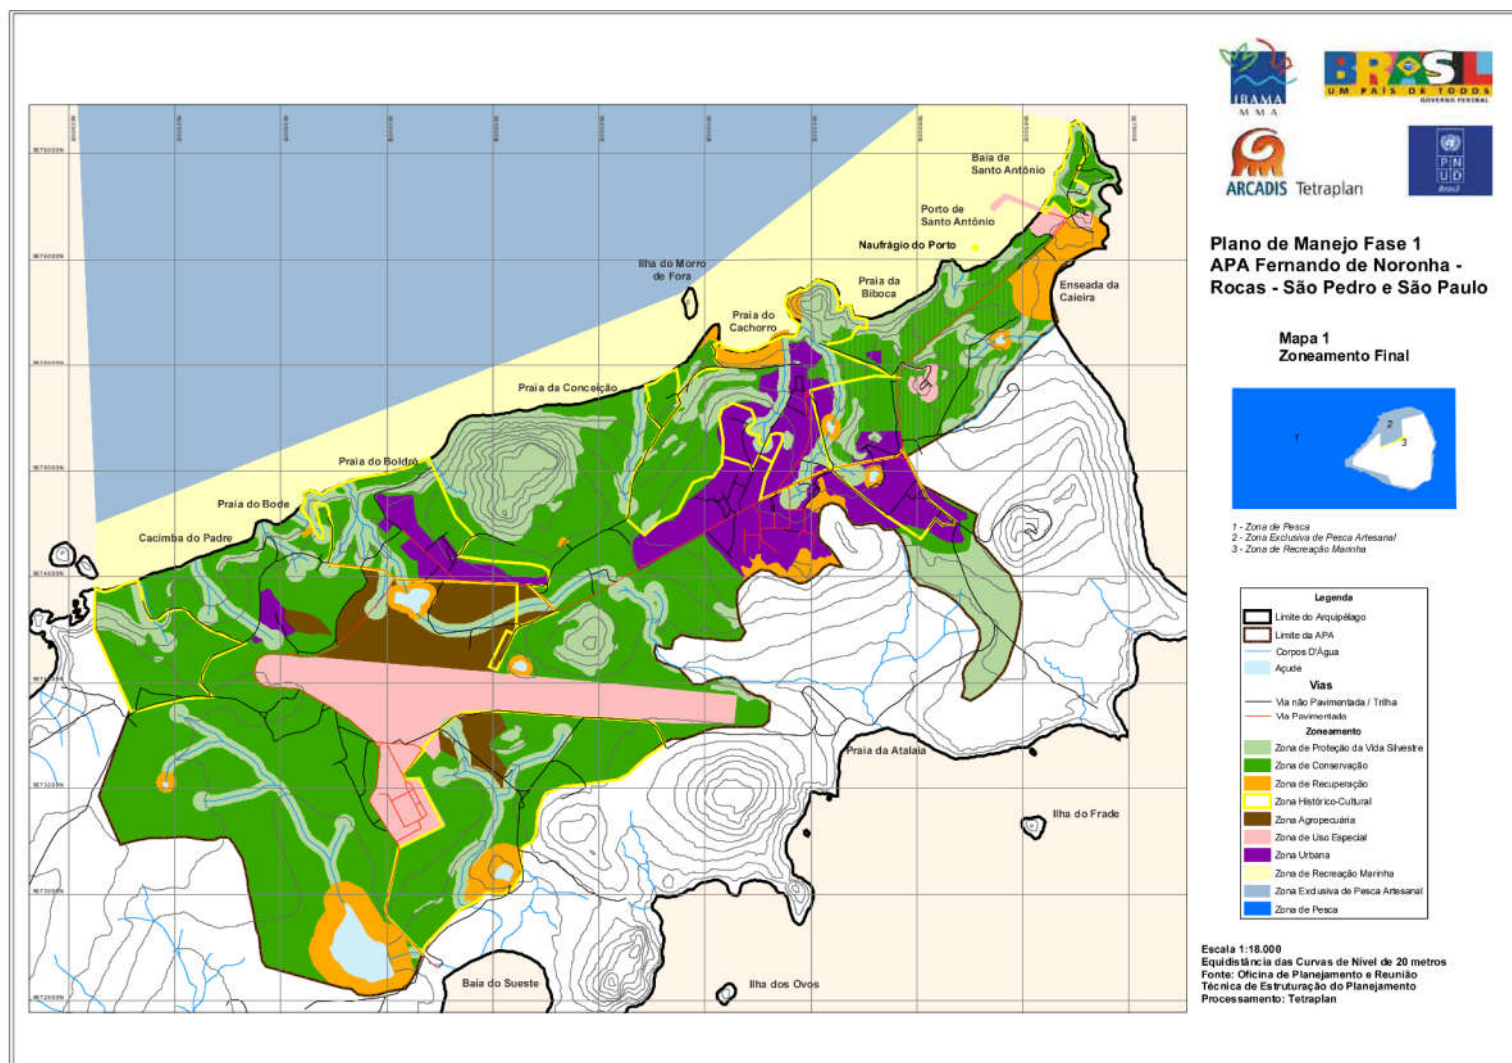 IBAMA
M M A
BRASIL
UM PAÍS DE TODOS
GOVERNO FEDERAL
ARCADIS Tetraplan
P N
U D
Brasil
Plano de Manejo Fase 1
APA Fernando de Noronha -
Rocas - São Pedro e São Paulo
Mapa 1
Zoneamento Final
1
2
3
1 - Zona de Pesca
2 - Zona Exclusiva de Pesca Artesanal
3 - Zona de Recreação Marinha
Legenda
Limite do Arquipélago
Limite da APA
Corpos D'Água
Açude
Vias
Via não Pavimentada / Trilha
Via Pavimentada
Zoneamento
Zona de Proteção da Vida Silvestre
Zona de Conservação
Zona de Recuperação
Zona Histórico-Cultural
Zona Agropecuária
Zona de Uso Especial
Zona Urbana
Zona de Recreação Marinha
Zona Exclusiva de Pesca Artesanal
Zona de Pesca
Escala 1:18.000
Equidistância das Curvas de Nível de 20 metros
Fonte: Oficina de Planejamento e Reunião
Técnica de Estruturação do Planejamento
Processamento: Tetraplan
Baía de
Santo Antônio
Porto de
Santo Antônio
Naufrágio do Porto
Ilha do Morro
de Fora
Praia da
Biboca
Enseada da
Caieira
Praia do
Cachorro
Praia da Conceição
Praia do Boldró
Praia do Bode
Cacimba do Padre
Praia da Atalaia
Ilha do Frade
Baía do Sueste
Ilha dos Ovos